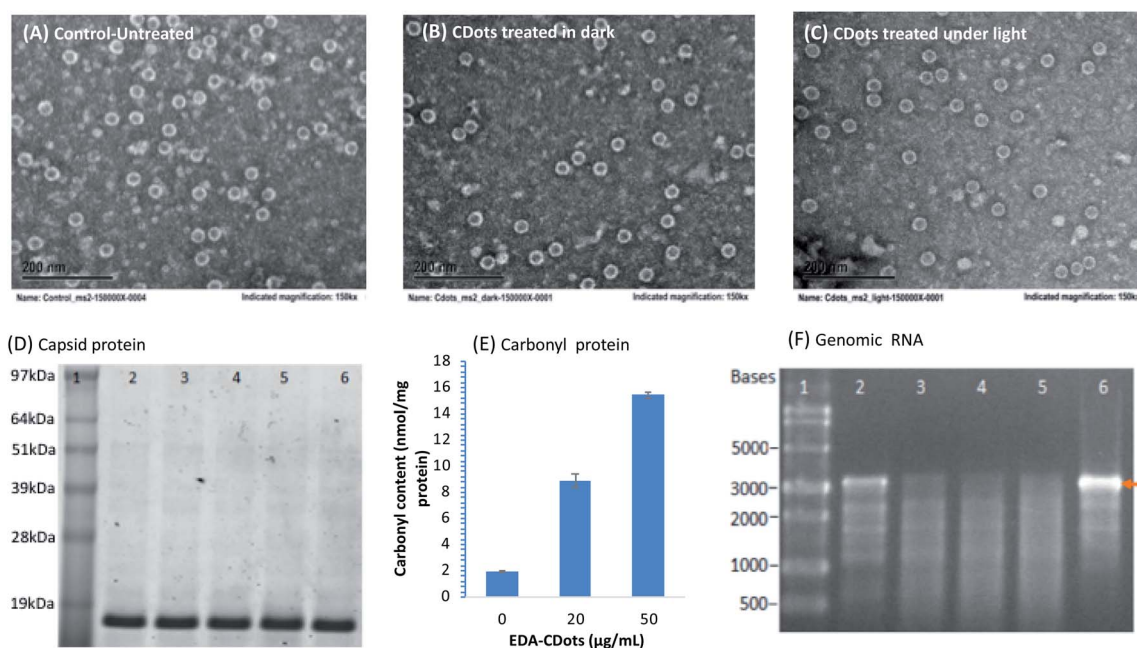 (A) Control-Untreated
(B) CDots treated in dark
(C) CDots treated under light
200 nm
200 nm
200 nm
Name: Control_ms2-150000X-0004 Indicated magnification: 150kx
Name: Cdots_ms2_dark-150000X-0001 Indicated magnification: 150kx
Name: Cdots_ms2_light-150000X-0001 Indicated magnification: 150k
(D) Capsid protein
97kDa
64kDa
51kDa
39kDa
28kDa
19kDa
1 2 3 4 5 6
(E) Carbonyl protein
Carbonyl content (nmol/mg
protein)
18
16
14
12
10
8
6
4
2
0
0 20 50
EDA-CDots (µg/mL)
(F) Genomic RNA
Bases
1 2 3 4 5 6
5000
3000
2000
1000
500